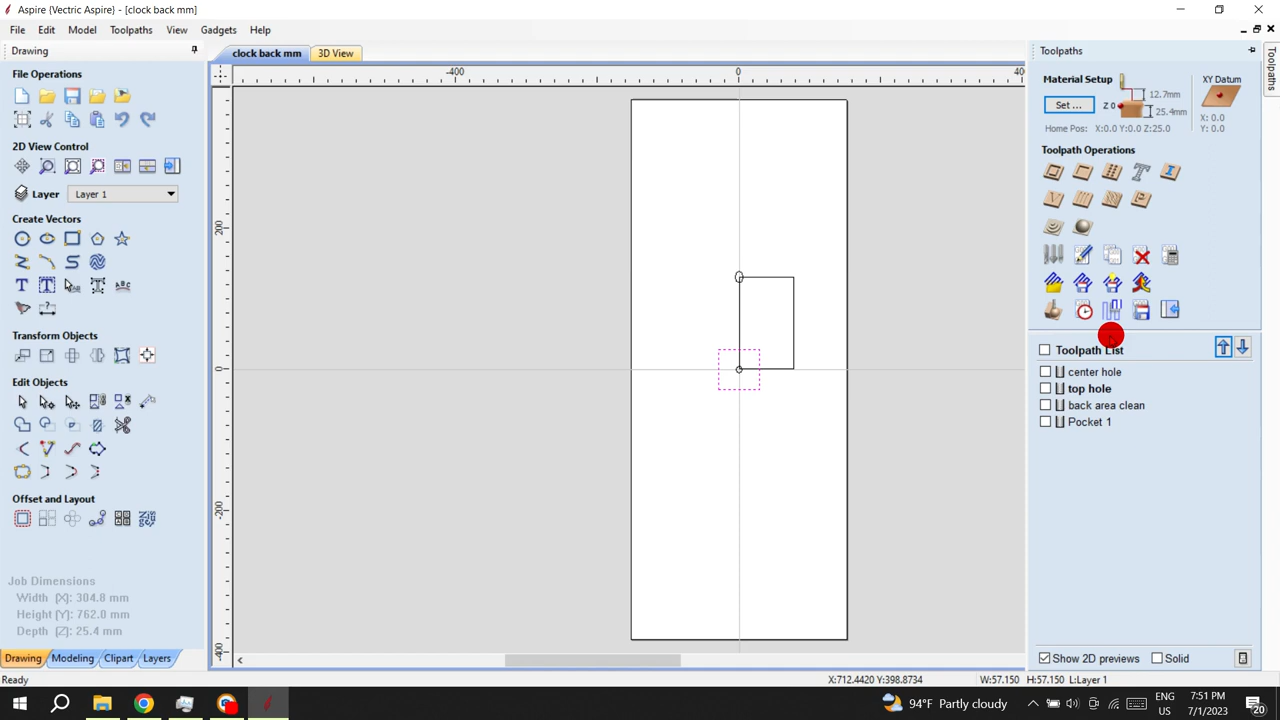 Aspire (Vectric Aspire) - [clock back mm]
File Edit Model Toolpaths View Gadgets Help
Drawing
clock back mm 3D View
Toolpaths
Toolpaths
File Operations
2D View Control
Layer Layer 1
Create Vectors
Transform Objects
Edit Objects
Offset and Layout
Job Dimensions
Width (X): 304.8 mm
Height (Y): 762.0 mm
Depth (Z): 25.4 mm
Drawing Modeling Clipart Layers
Ready
-400 0 40
200
0
-200
-400
Material Setup
Set ...
Z 0
12.7mm
25.4mm
XY Datum
X: 0.0
Y: 0.0
Home Pos: X:0.0 Y:0.0 Z:25.0
Toolpath Operations
Toolpath List
center hole
top hole
back area clean
Pocket 1
Show 2D previews Solid
X:712.4420 Y:398.8734 W:57.150 H:57.150 L:Layer 1
94°F Partly cloudy
ENG
US
7:51 PM
7/1/2023
20